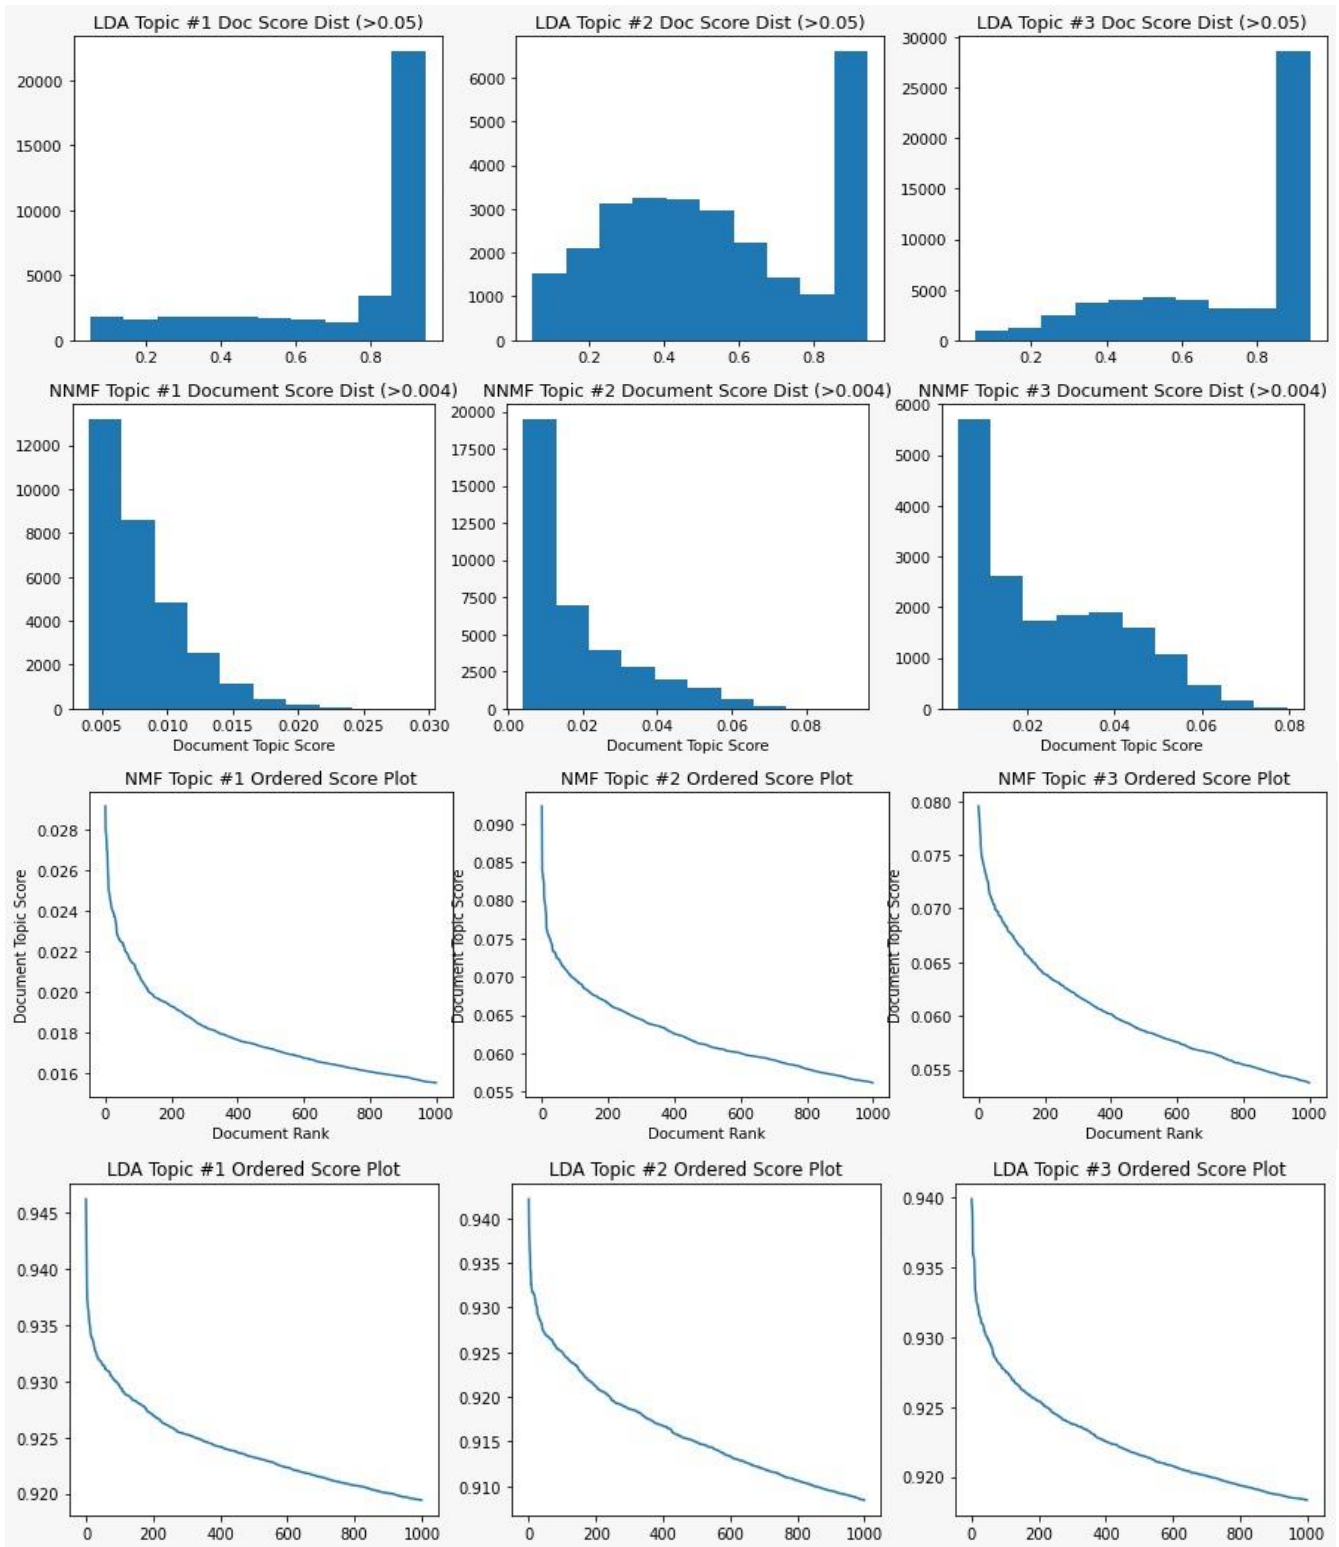 LDA Topic #1 Doc Score Dist (>0.05)
20000
15000
10000
5000
0
0.2 0.4 0.6 0.8
LDA Topic #2 Doc Score Dist (>0.05)
6000
5000
4000
3000
2000
1000
0
0.2 0.4 0.6 0.8
LDA Topic #3 Doc Score Dist (>0.05)
30000
25000
20000
15000
10000
5000
0
0.2 0.4 0.6 0.8
NNMF Topic #1 Document Score Dist (>0.004)
12000
10000
8000
6000
4000
2000
0
0.005 0.010 0.015 0.020 0.025 0.030
Document Topic Score
NNMF Topic #2 Document Score Dist (>0.004)
20000
17500
15000
12500
10000
7500
5000
2500
0
0.00 0.02 0.04 0.06 0.08
Document Topic Score
NNMF Topic #3 Document Score Dist (>0.004)
6000
5000
4000
3000
2000
1000
0
0.02 0.04 0.06 0.08
Document Topic Score
NMF Topic #1 Ordered Score Plot
Document Topic Score
0.028
0.026
0.024
0.022
0.020
0.018
0.016
0 200 400 600 800 1000
Document Rank
NMF Topic #2 Ordered Score Plot
Document Topic Score
0.090
0.085
0.080
0.075
0.070
0.065
0.060
0.055
0 200 400 600 800 1000
Document Rank
NMF Topic #3 Ordered Score Plot
Document Topic Score
0.080
0.075
0.070
0.065
0.060
0.055
0 200 400 600 800 1000
Document Rank
LDA Topic #1 Ordered Score Plot
0.945
0.940
0.935
0.930
0.925
0.920
0 200 400 600 800 1000
LDA Topic #2 Ordered Score Plot
0.940
0.935
0.930
0.925
0.920
0.915
0.910
0 200 400 600 800 1000
LDA Topic #3 Ordered Score Plot
0.940
0.935
0.930
0.925
0.920
0 200 400 600 800 1000